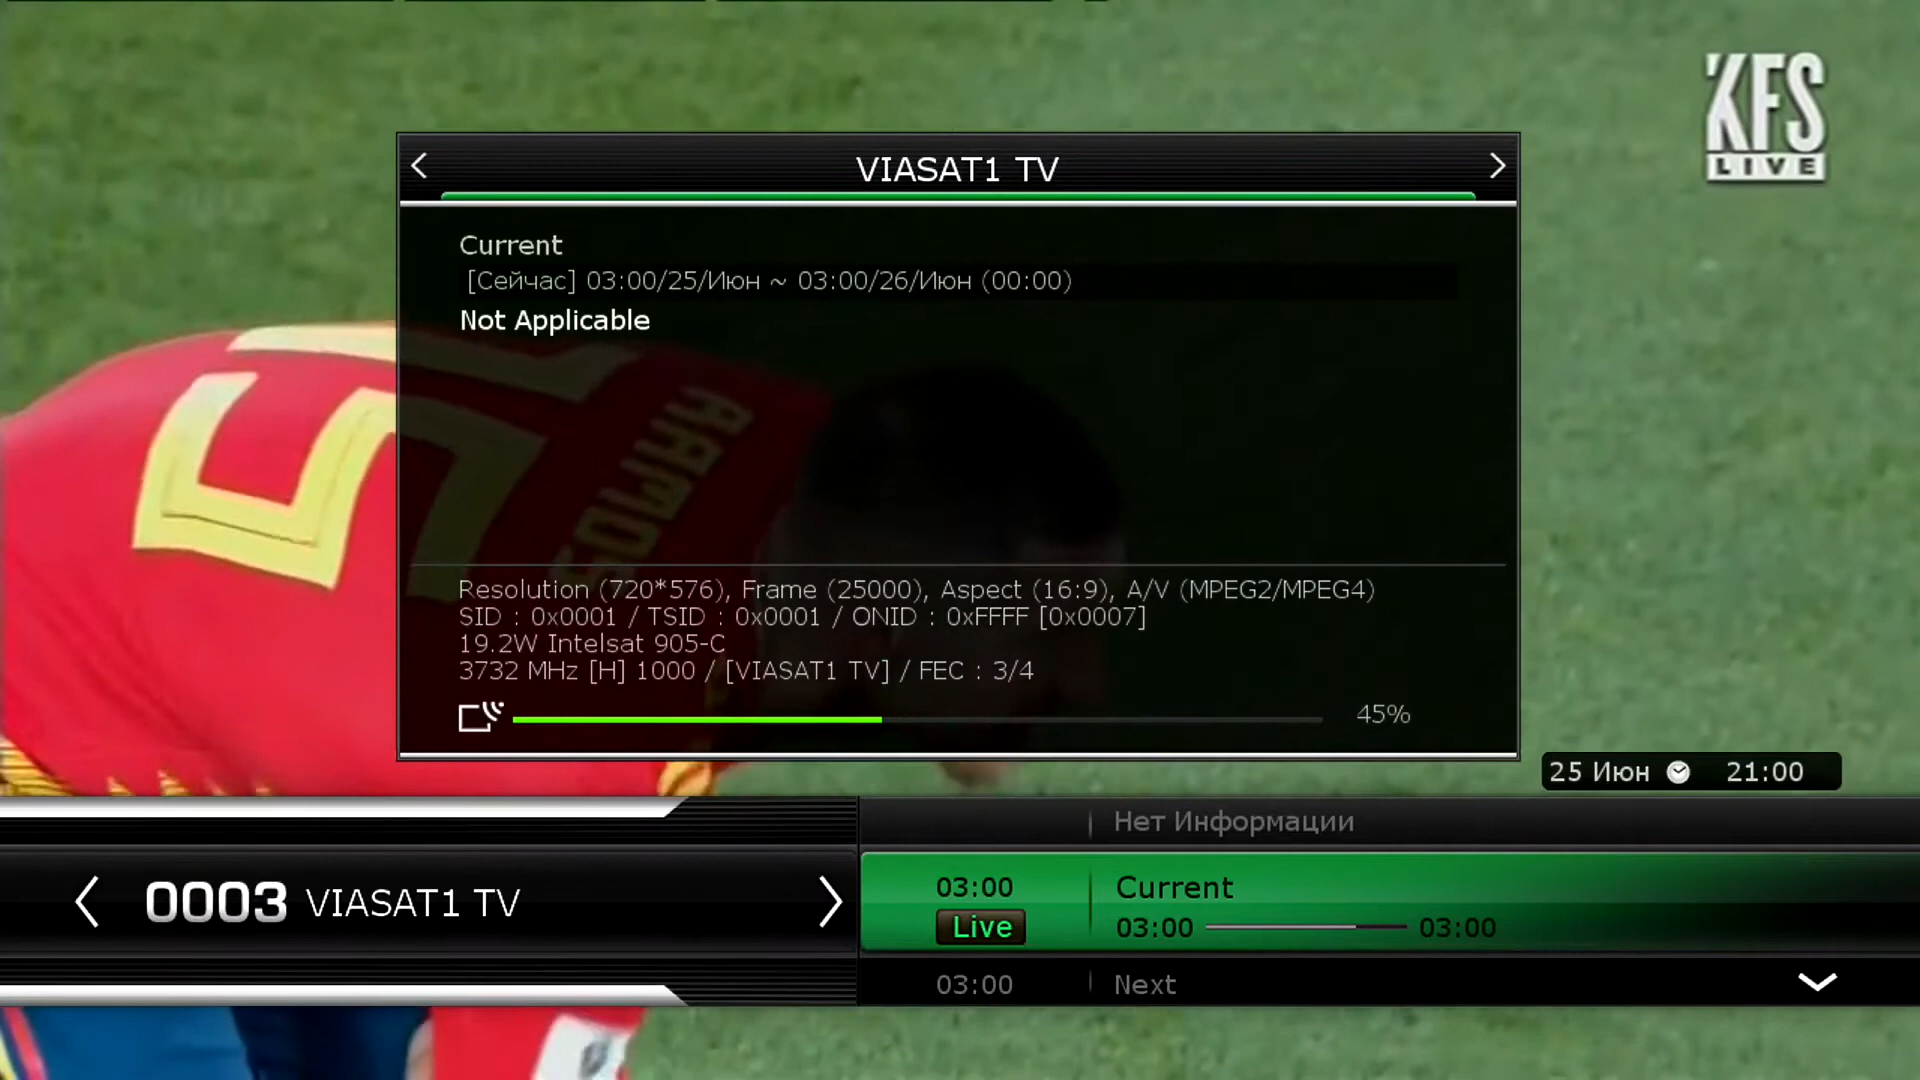 KFS
LIVE
VIASAT1 TV
Current
[Сейчас] 03:00/25/Июн ~ 03:00/26/Июн (00:00)
Not Applicable
5
Resolution (720*576), Frame (25000), Aspect (16:9), A/V (MPEG2/MPEG4)
SID : 0x0001 / TSID : 0x0001 / ONID : 0xFFFF [0x0007]
19.2W Intelsat 905-C
3732 MHz [H] 1000 / [VIASAT1 TV] / FEC : 3/4
45%
25 Июн 21:00
Нет Информации
0003 VIASAT1 TV
03:00 Current
Live 03:00 03:00
03:00 Next